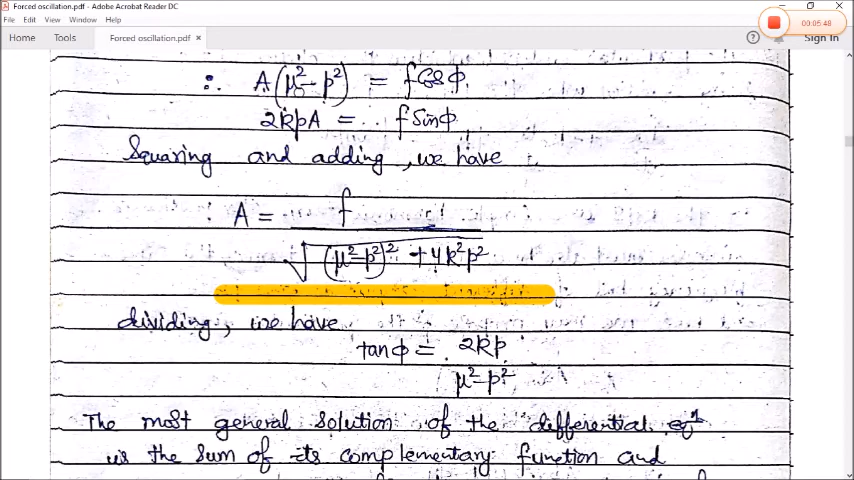 Forced oscillation.pdf - Adobe Acrobat Reader DC
File Edit View Window Help
Home Tools Forced oscillation.pdf × Sign In
00:05:48
∴ A(μ²-p²) = f Cos φ
2kpA = f Sin φ
Squaring and adding, we have
∴ A = f
√(μ²-p²)² + 4k²p²
dividing, we have
tan φ = 2kp
μ²-p²
The most general solution of the differential eqⁿ
is the sum of its complementary function and